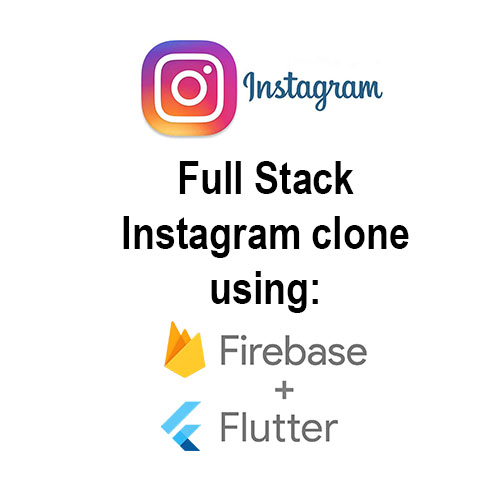 Instagram
Full Stack
Instagram clone
using:
Firebase
+
Flutter